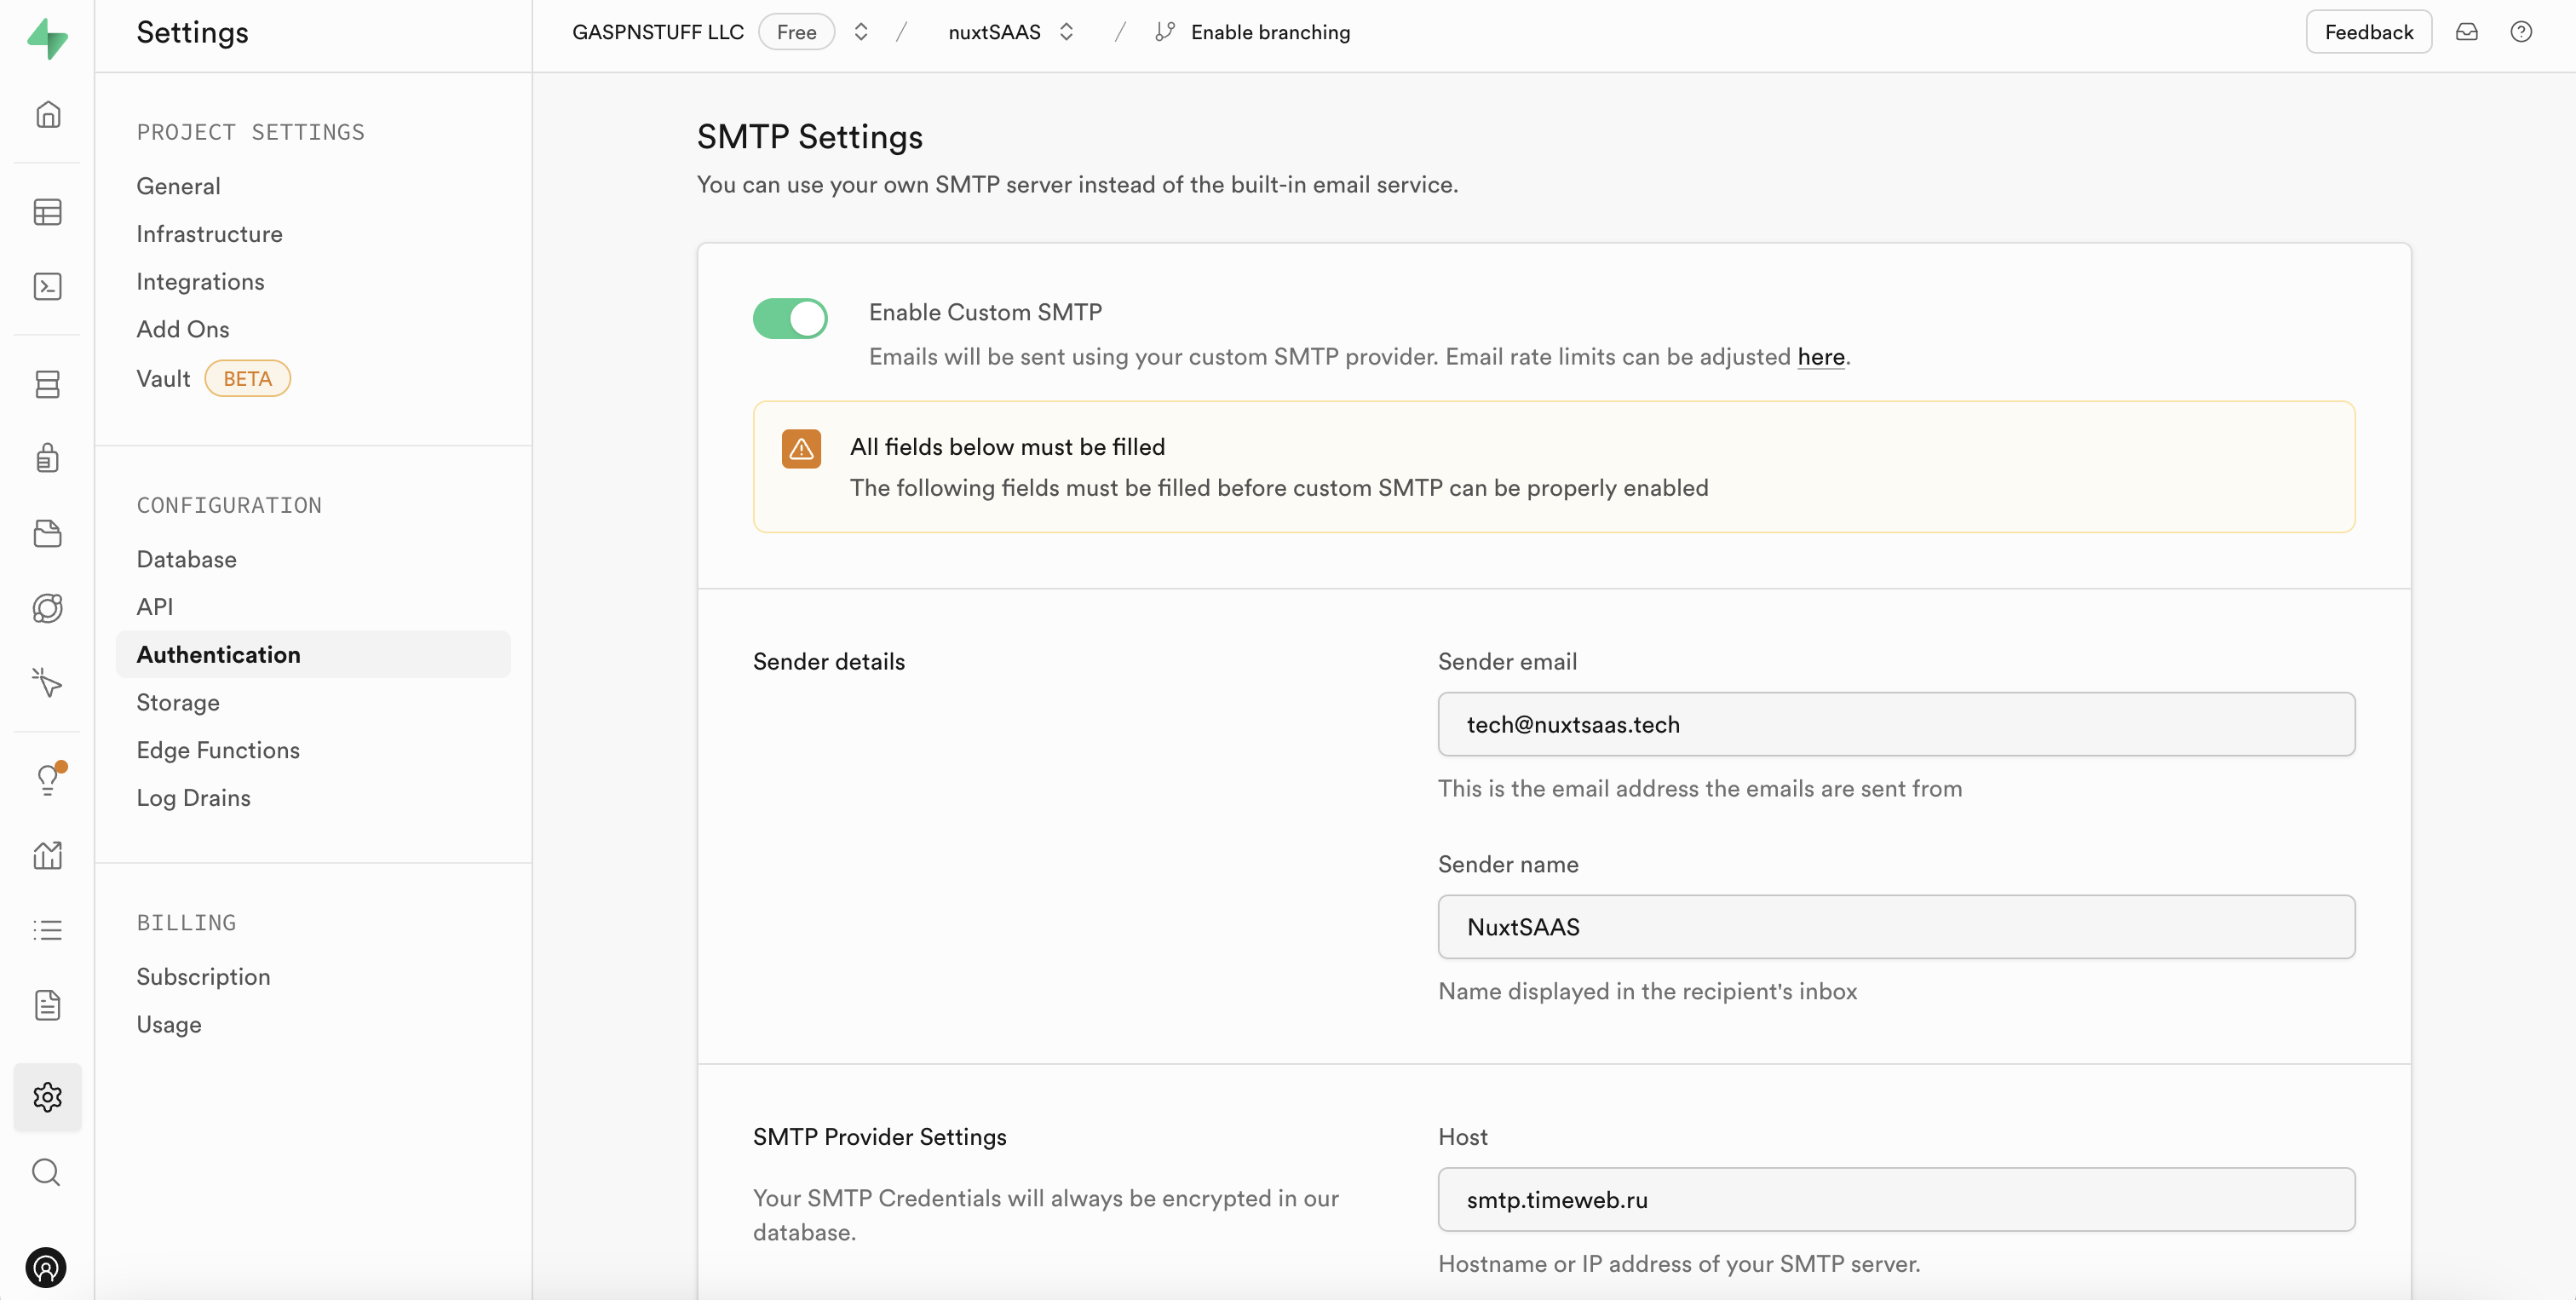 Settings
GASPNSTUFF LLC Free / nuxtSAAS / Enable branching
Feedback
PROJECT SETTINGS
General
Infrastructure
Integrations
Add Ons
Vault BETA
CONFIGURATION
Database
API
Authentication
Storage
Edge Functions
Log Drains
BILLING
Subscription
Usage
SMTP Settings
You can use your own SMTP server instead of the built-in email service.
Enable Custom SMTP
Emails will be sent using your custom SMTP provider. Email rate limits can be adjusted here.
All fields below must be filled
The following fields must be filled before custom SMTP can be properly enabled
Sender details
Sender email
tech@nuxtsaas.tech
This is the email address the emails are sent from
Sender name
NuxtSAAS
Name displayed in the recipient's inbox
SMTP Provider Settings
Your SMTP Credentials will always be encrypted in our
database.
Host
smtp.timeweb.ru
Hostname or IP address of your SMTP server.